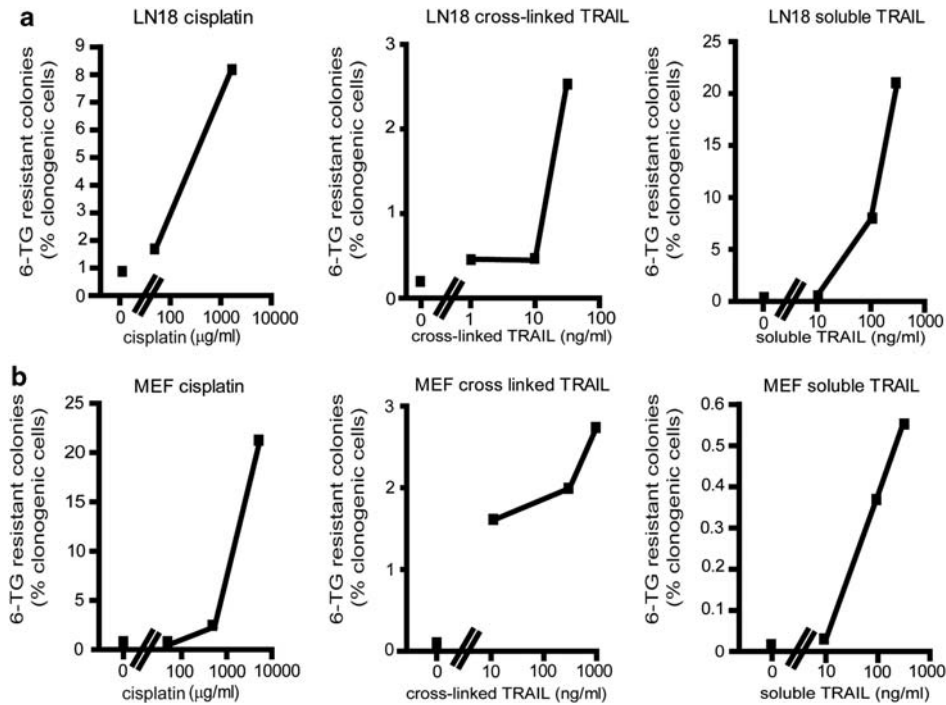 a
LN18 cisplatin
6-TG resistant colonies
(% clonogenic cells)
9
8
7
6
5
4
3
2
1
0
0 100 1000 10000
cisplatin (µg/ml)
LN18 cross-linked TRAIL
6-TG resistant colonies
(% clonogenic cells)
3
2
1
0
0 1 10 100
cross-linked TRAIL (ng/ml)
LN18 soluble TRAIL
6-TG resistant colonies
(% clonogenic cells)
25
20
15
10
5
0
0 10 100 1000
soluble TRAIL (ng/ml)
b
MEF cisplatin
6-TG resistant colonies
(% clonogenic cells)
25
20
15
10
5
0
0 100 1000 10000
cisplatin (µg/ml)
MEF cross linked TRAIL
6-TG resistant colonies
(% clonogenic cells)
3
2
1
0
0 10 100 1000
cross-linked TRAIL (ng/ml)
MEF soluble TRAIL
6-TG resistant colonies
(% clonogenic cells)
0.6
0.5
0.4
0.3
0.2
0.1
0
0 10 100 1000
soluble TRAIL (ng/ml)